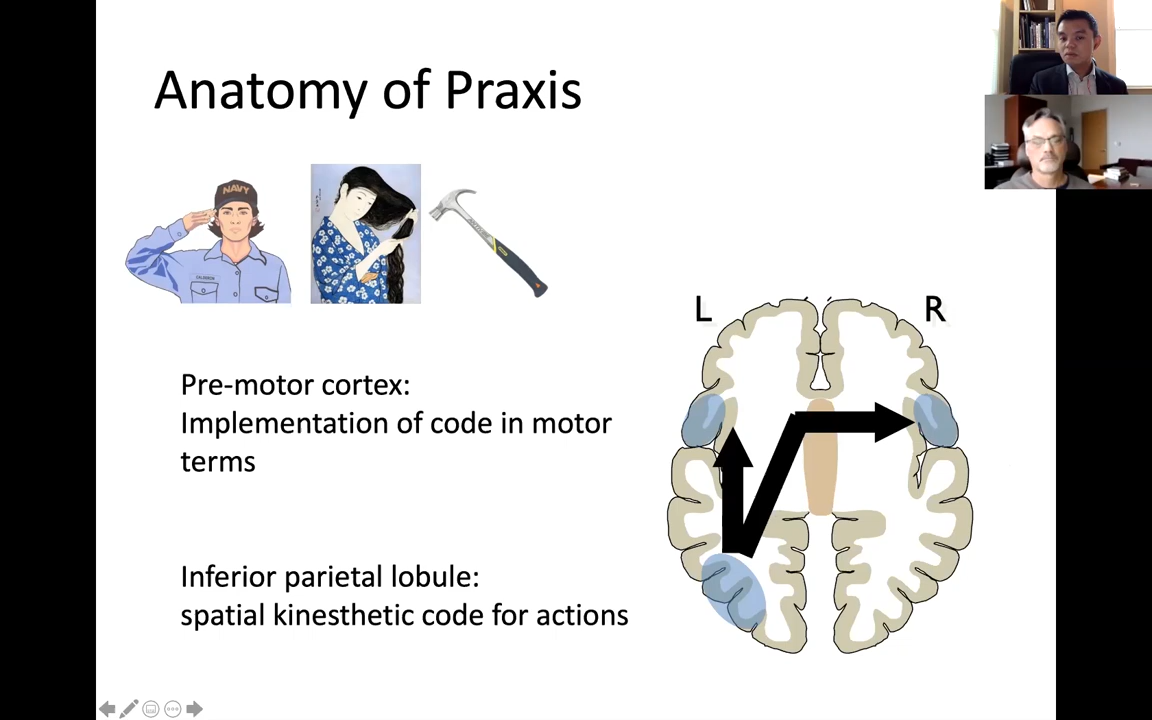 Anatomy of Praxis
NAVY
L
R
Pre-motor cortex:
Implementation of code in motor
terms
Inferior parietal lobule:
spatial kinesthetic code for actions